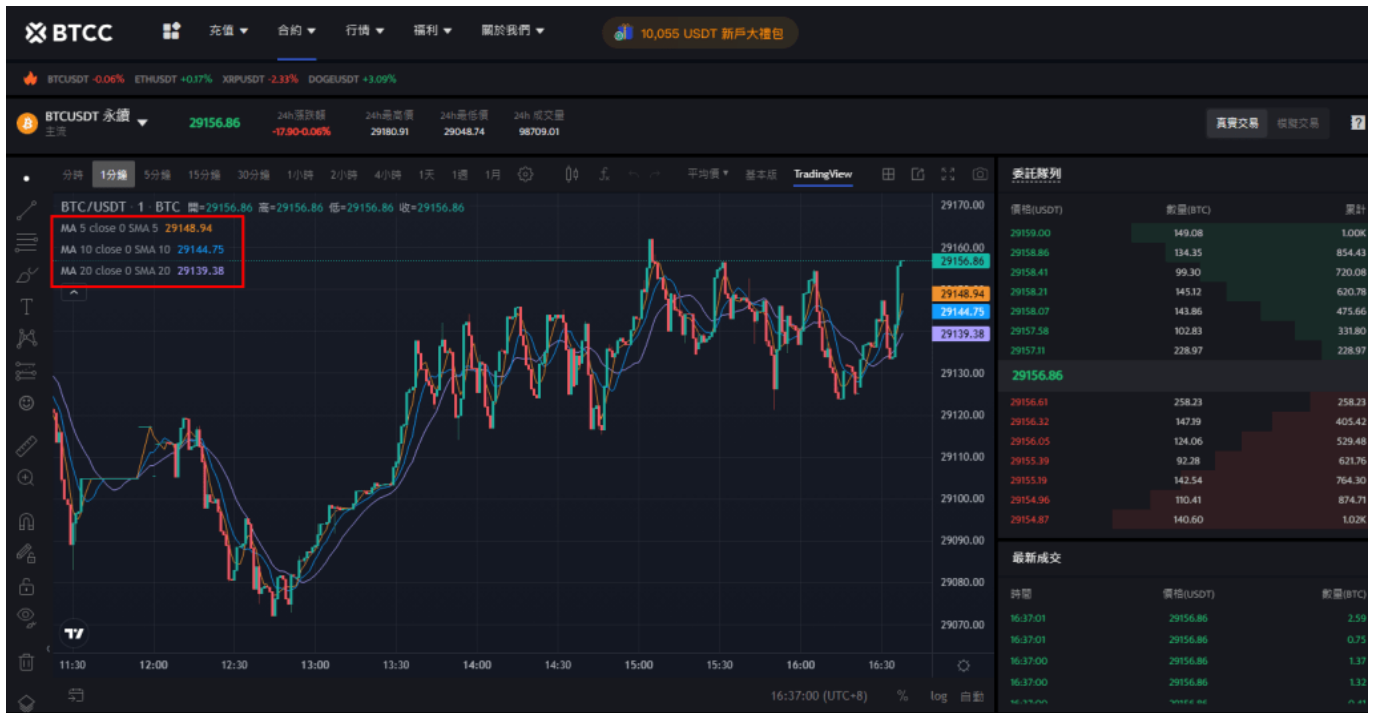 BTCC 充值 合約 行情 福利 關於我們 10,055 USDT 新戶大禮包
BTCUSDT -0.06% ETHUSDT +0.17% XRPUSDT -2.33% DOGEUSDT +3.09%
BTCUSDT 永續
主流
29156.86
24h漲跌額
-17.90-0.06%
24h最高價
29180.91
24h最低價
29048.74
24h 成交量
98709.01
真實交易 模擬交易
分時 1分鐘 5分鐘 15分鐘 30分鐘 1小時 2小時 4小時 1天 1週 1月 平均價 基本版 TradingView
BTC/USDT · 1 · BTC 開=29156.86 高=29156.86 低=29156.86 收=29156.86
MA 5 close 0 SMA 5 29148.94
MA 10 close 0 SMA 10 29144.75
MA 20 close 0 SMA 20 29139.38
29170.00
29160.00
29156.86
29148.94
29144.75
29139.38
29130.00
29120.00
29110.00
29100.00
29090.00
29080.00
29070.00
11:30 12:00 12:30 13:00 13:30 14:00 14:30 15:00 15:30 16:00 16:30
16:37:00 (UTC+8) % log 自動
委託隊列
價格(USDT) 數量(BTC) 累計
29159.00 149.08 1.00K
29158.86 134.35 854.43
29158.41 99.30 720.08
29158.21 145.12 620.78
29158.07 143.86 475.66
29157.58 102.83 331.80
29157.11 228.97 228.97
29156.86
29156.61 258.23 258.23
29156.32 147.19 405.42
29156.05 124.06 529.48
29155.39 92.28 621.76
29155.19 142.54 764.30
29154.96 110.41 874.71
29154.87 140.60 1.02K
最新成交
時間 價格(USDT) 數量(BTC)
16:37:01 29156.86 2.59
16:37:01 29156.86 0.75
16:37:00 29156.86 1.37
16:37:00 29156.86 1.32
16:37:00 29156.86 0.41